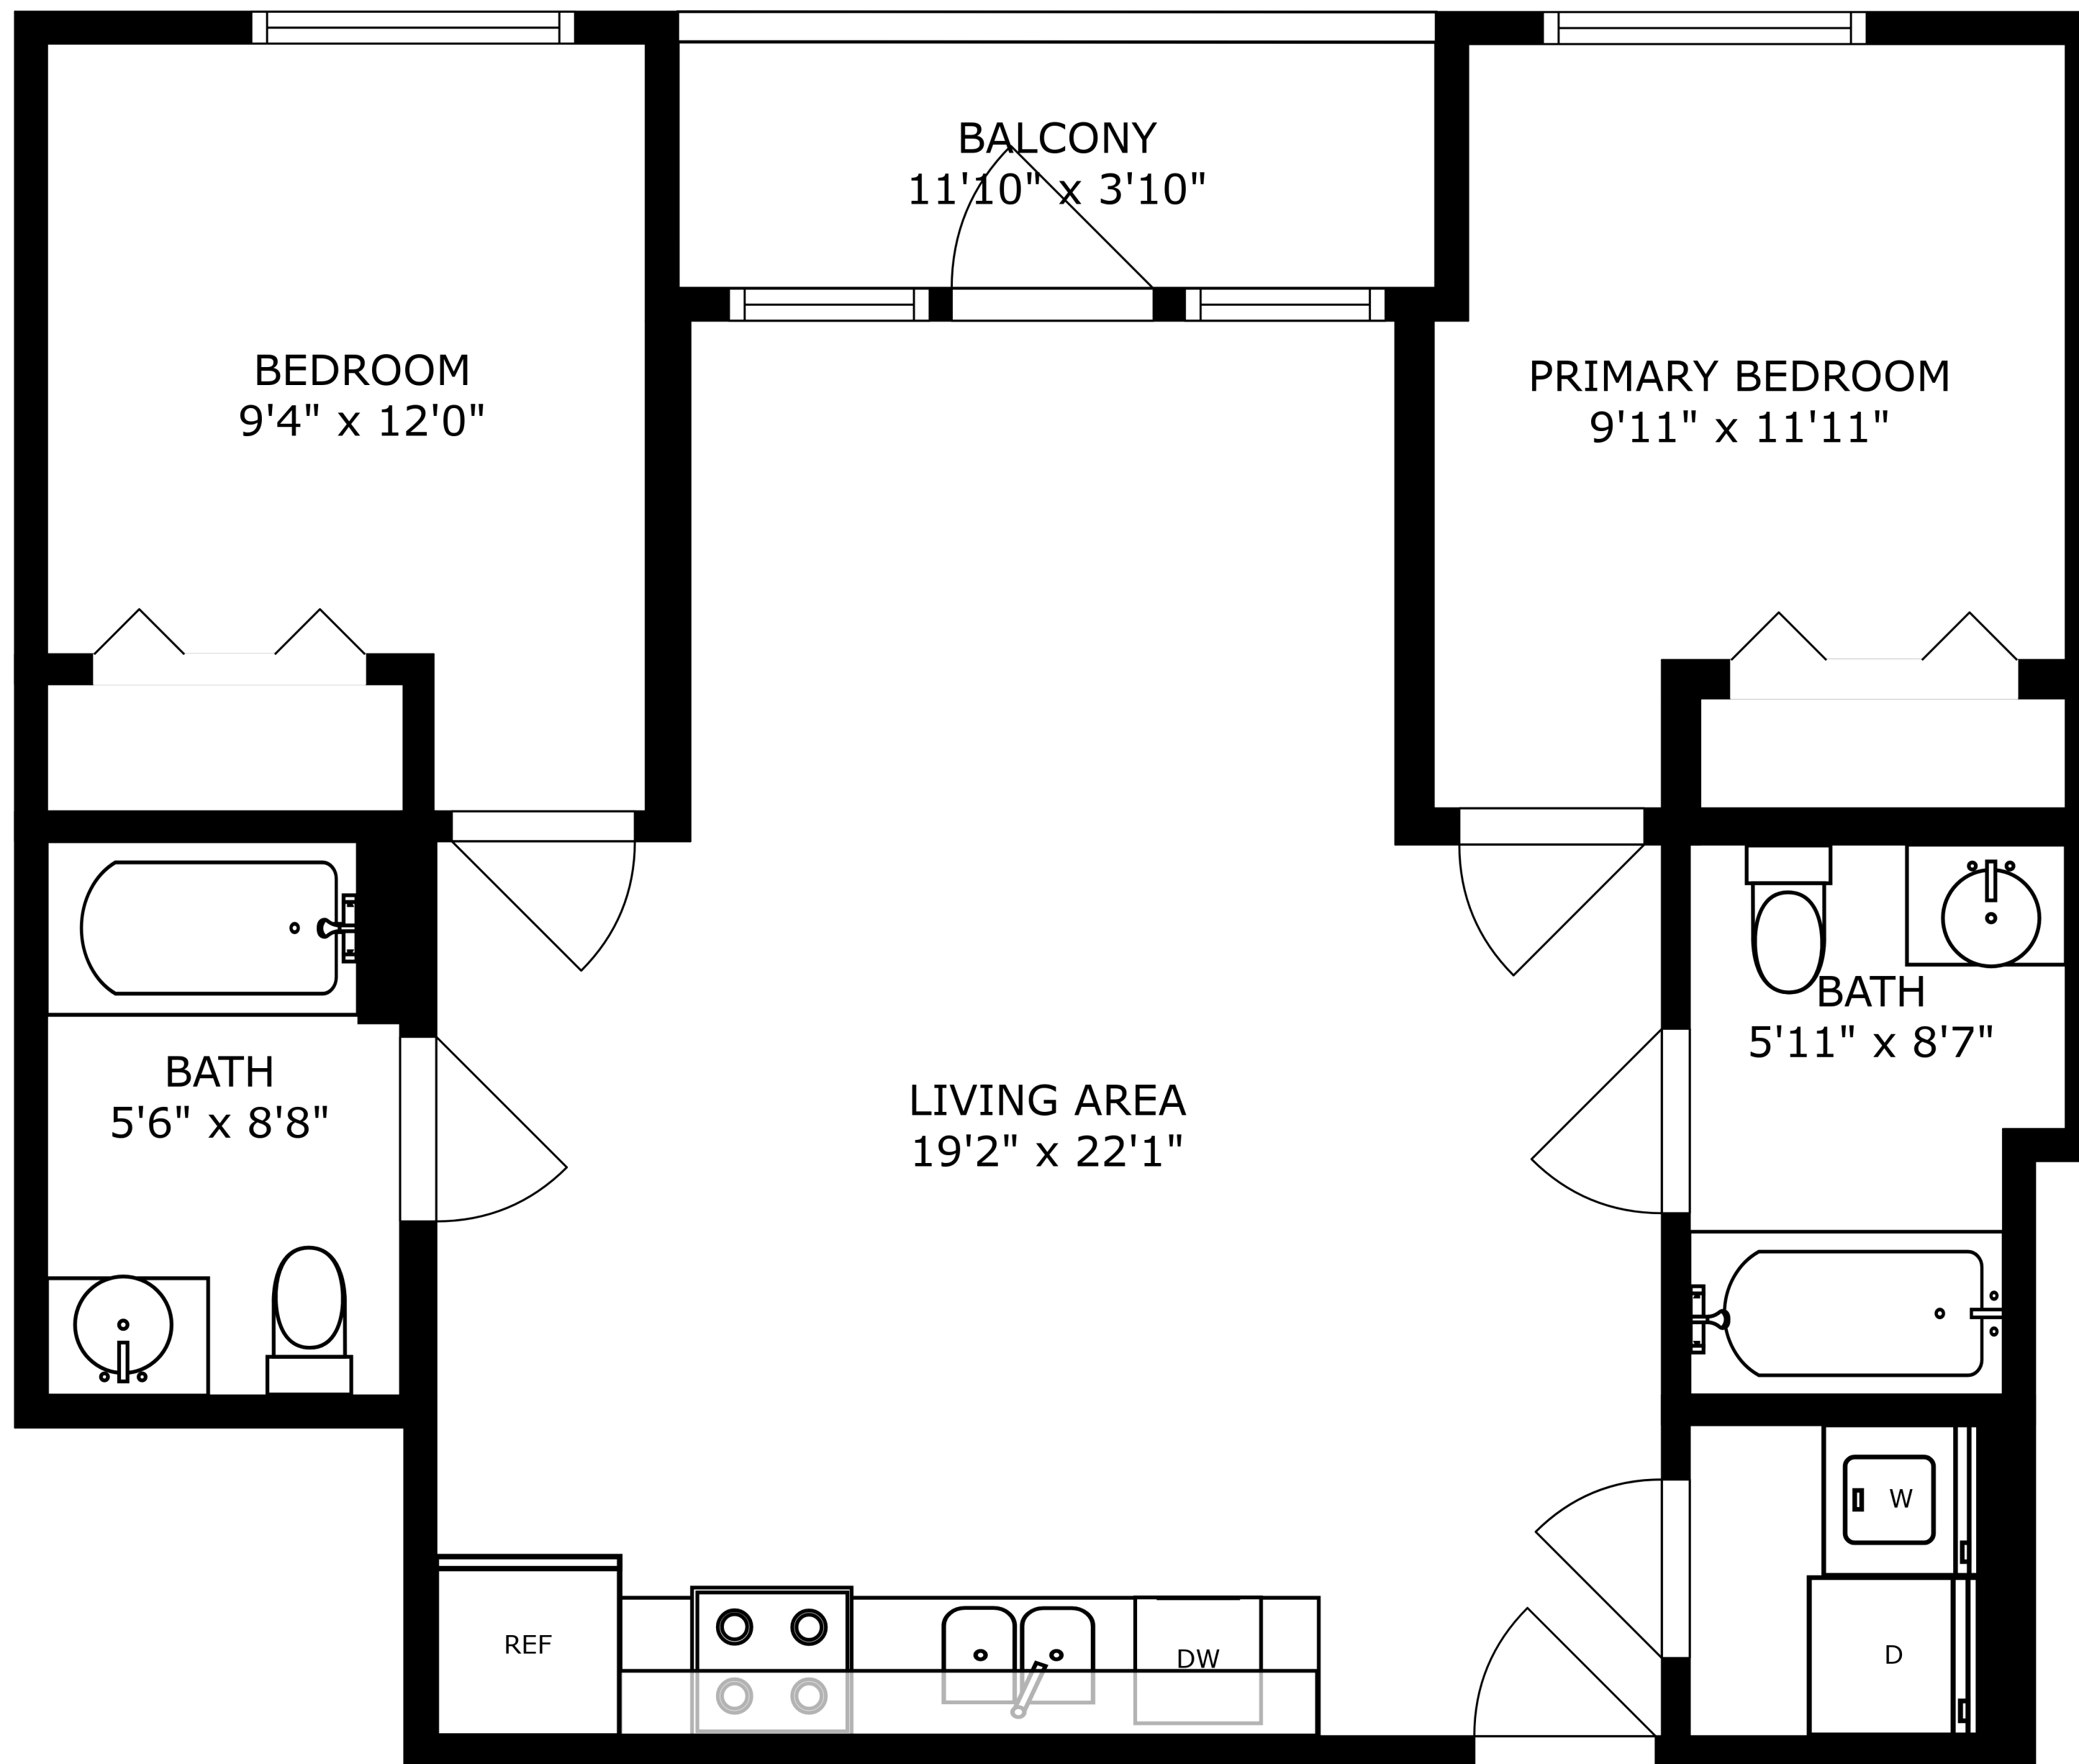 BALCONY
11'10" x 3'10"
BEDROOM
9'4" x 12'0"
PRIMARY BEDROOM
9'11" x 11'11"
BATH
5'11" x 8'7"
BATH
5'6" x 8'8"
LIVING AREA
19'2" x 22'1"
W
REF
DW
D